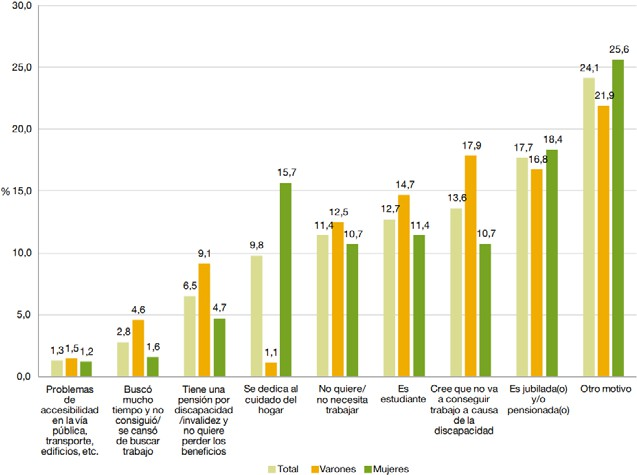 30,0
25,0
20,0
%
15,0
10,0
5,0
0,0
1,3 1,5 1,2
2,8 4,6 1,6
6,5 9,1 4,7
9,8 1,1 15,7
11,4 12,5 10,7
12,7 14,7 11,4
13,6 17,9 10,7
17,7 16,8 18,4
24,1 21,9 25,6
Problemas
de
accesibilidad
en la vía
pública,
transporte,
edificios, etc.
Buscó
mucho
tiempo y no
consiguió/
se cansó
de buscar
trabajo
Tiene una
pensión por
discapacidad
/invalidez y
no quiere
perder los
beneficios
Se dedica al
cuidado del
hogar
No quiere/
no necesita
trabajar
Es
estudiante
Cree que no va
a conseguir
trabajo a causa
de la
discapacidad
Es jubilada(o)
y/o
pensionada(o)
Otro motivo
Total Varones Mujeres